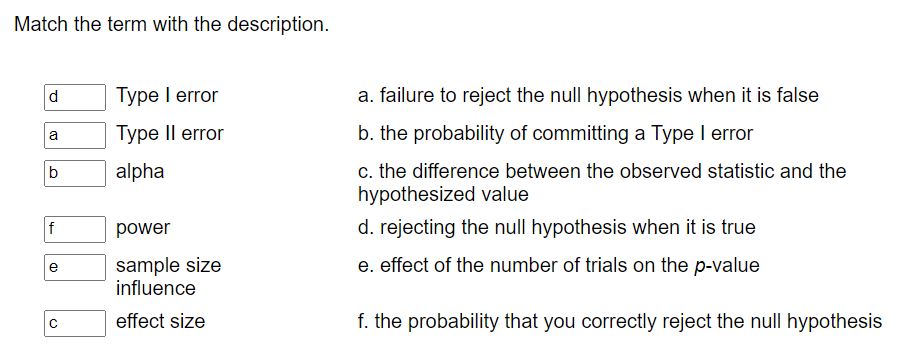 Match the term with the description.
d Type I error a. failure to reject the null hypothesis when it is false
a Type II error b. the probability of committing a Type I error
b alpha c. the difference between the observed statistic and the
hypothesized value
f power d. rejecting the null hypothesis when it is true
e sample size e. effect of the number of trials on the p-value
influence
c effect size f. the probability that you correctly reject the null hypothesis